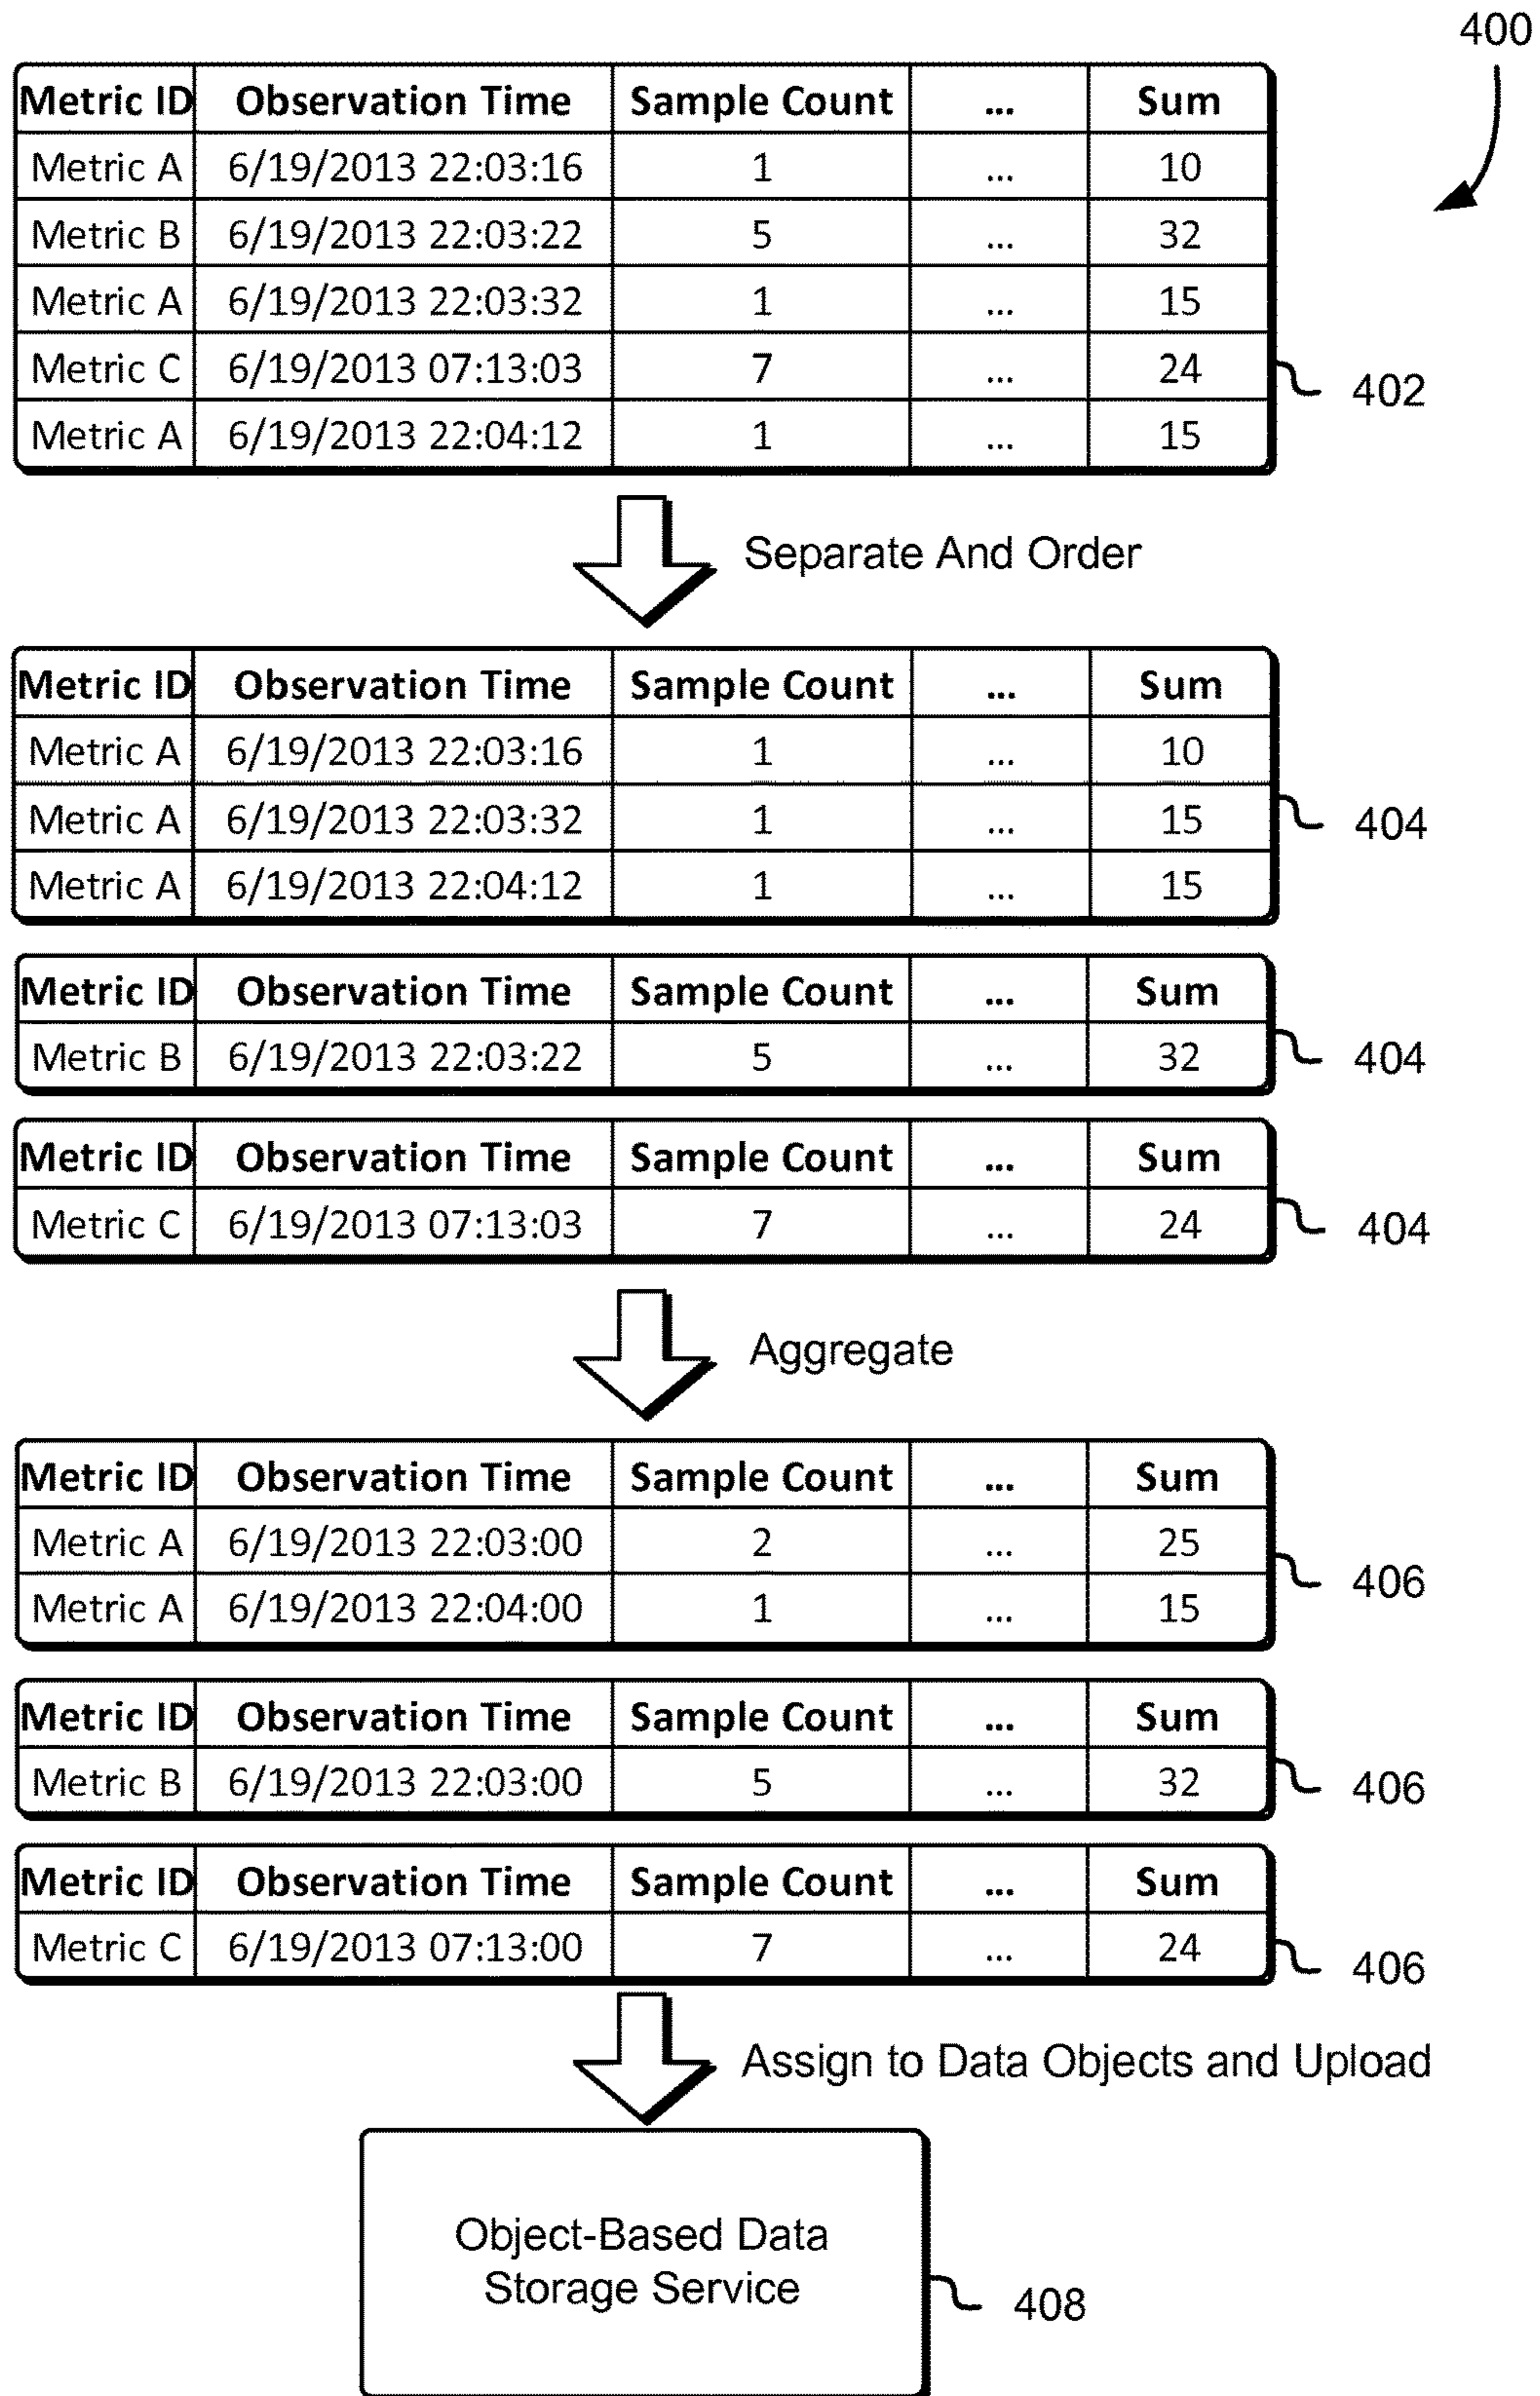 400
Metric ID Observation Time Sample Count ... Sum
Metric A 6/19/2013 22:03:16 1 ... 10
Metric B 6/19/2013 22:03:22 5 ... 32
Metric A 6/19/2013 22:03:32 1 ... 15
Metric C 6/19/2013 07:13:03 7 ... 24
402
Metric A 6/19/2013 22:04:12 1 ... 15
Separate And Order
Metric ID Observation Time Sample Count ... Sum
Metric A 6/19/2013 22:03:16 1 ... 10
Metric A 6/19/2013 22:03:32 1 ... 15
404
Metric A 6/19/2013 22:04:12 1 ... 15
Metric ID Observation Time Sample Count ... Sum
Metric B 6/19/2013 22:03:22 5 ... 32
404
Metric ID Observation Time Sample Count ... Sum
Metric C 6/19/2013 07:13:03 7 ... 24
404
Aggregate
Metric ID Observation Time Sample Count ... Sum
Metric A 6/19/2013 22:03:00 2 ... 25
406
Metric A 6/19/2013 22:04:00 1 ... 15
Metric ID Observation Time Sample Count ... Sum
Metric B 6/19/2013 22:03:00 5 ... 32
406
Metric ID Observation Time Sample Count ... Sum
Metric C 6/19/2013 07:13:00 7 ... 24
406
Assign to Data Objects and Upload
Object-Based Data
Storage Service
408